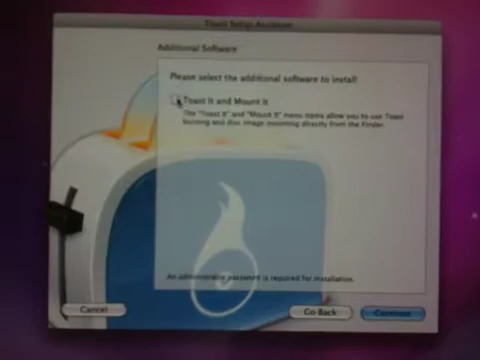 Toast Setup Assistant
Additional Software
Please select the additional software to install:
Toast It and Mount It
The "Toast It" and "Mount It" menu items allow you to use Toast
burning and disc image mounting directly from the Finder.
An administrator password is required for installation.
Cancel
Go Back
Continue